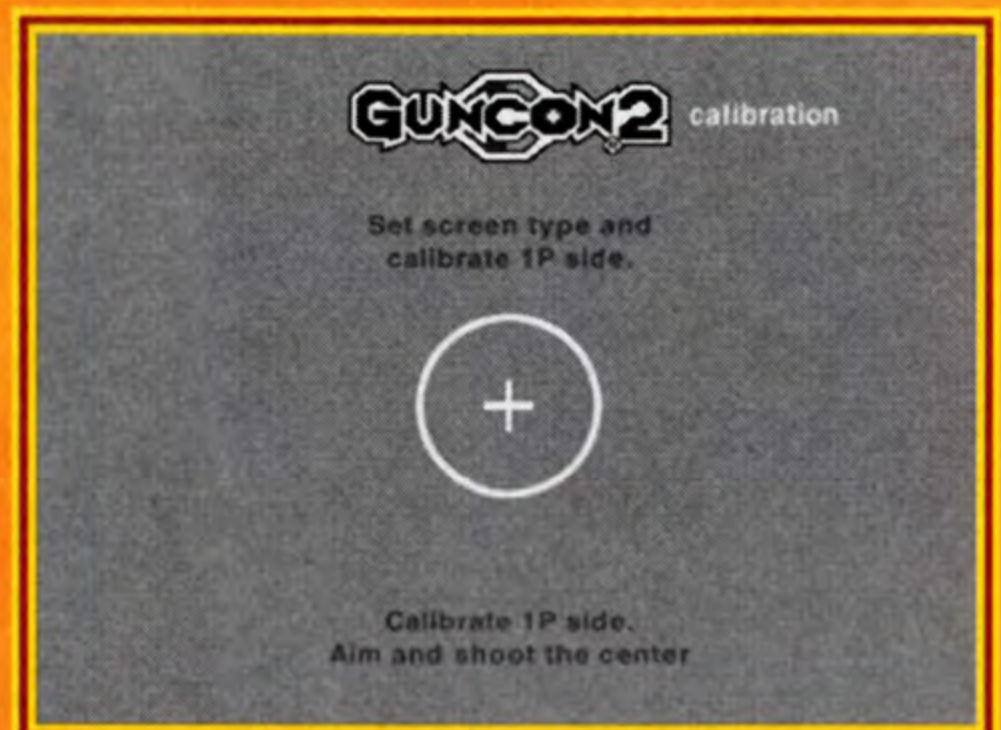 GUNCON2 calibration
Set screen type and
calibrate 1P side.
Calibrate 1P side.
Aim and shoot the center